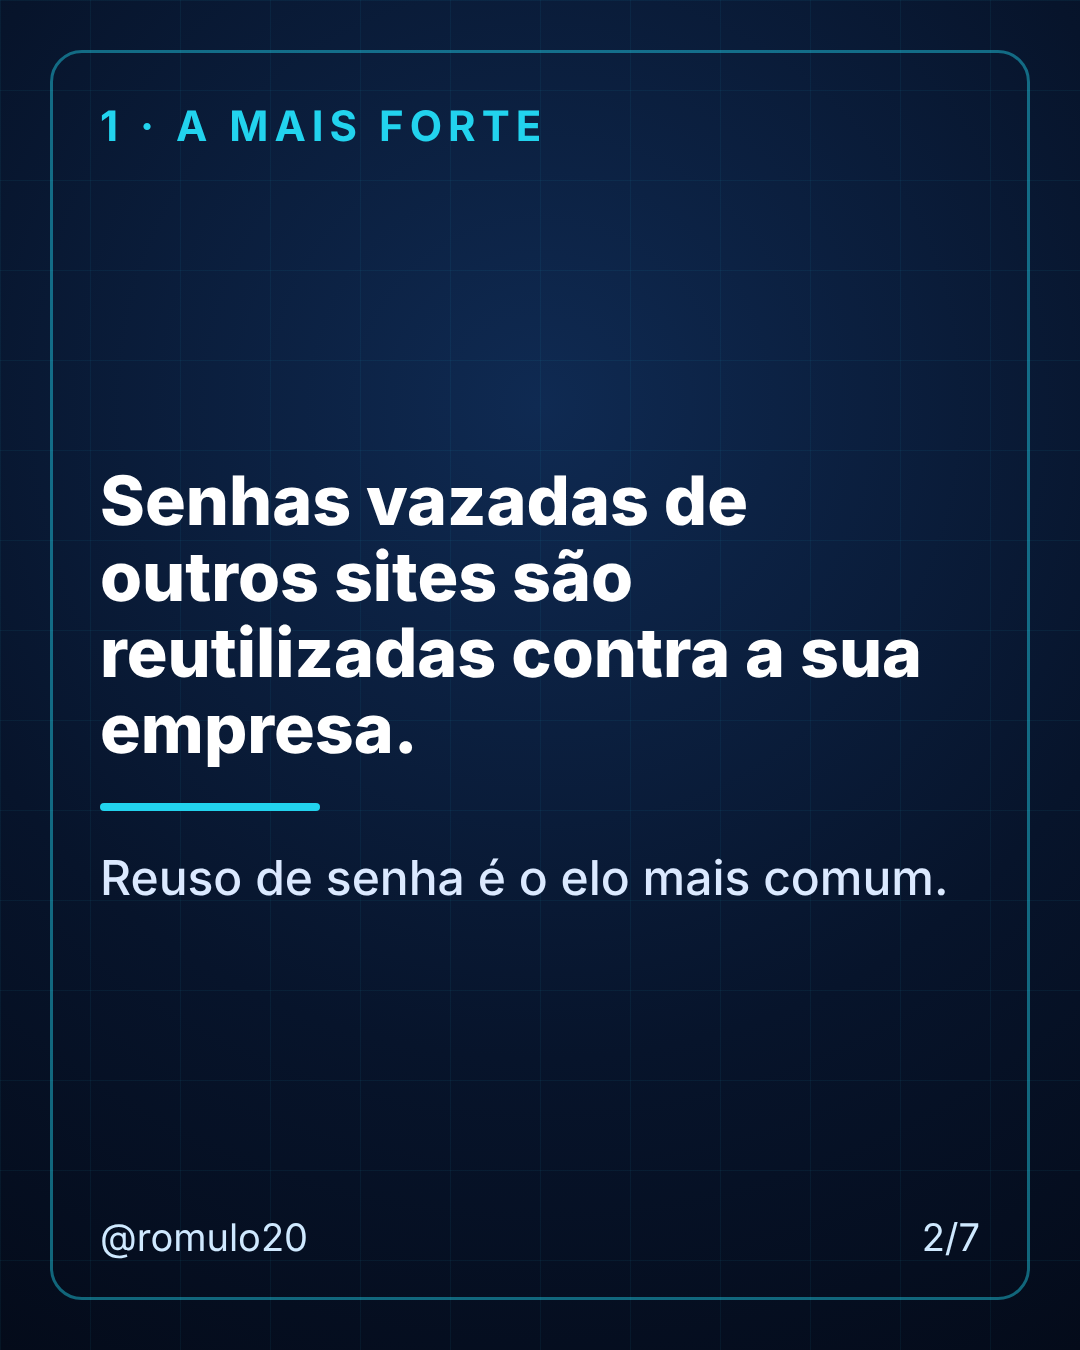 1 · A MAIS FORTE
Senhas vazadas de
outros sites são
reutilizadas contra a sua
empresa.
Reuso de senha é o elo mais comum.
@romulo20
2/7